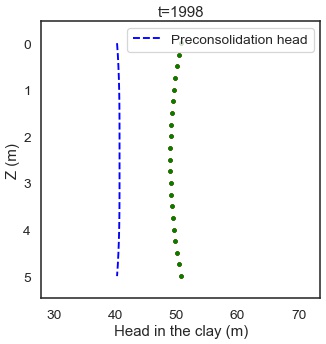 t=1998
Preconsolidation head
0
1
2
3
4
5
Z (m)
30 40 50 60 70
Head in the clay (m)